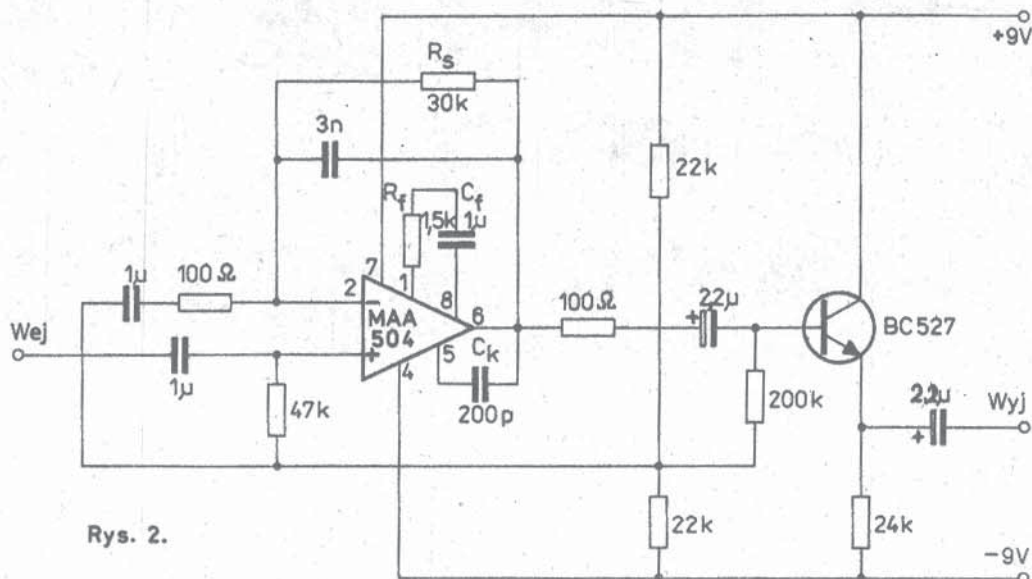 +9V
Rs
30k
3n
22k
Rf
Cf
1,5k
1µ
7
1
8
1µ
100Ω
2
−
MAA
504
+
6
5
4
Ck
200p
100Ω
+
22µ
BC527
Wej
1µ
47k
200k
2,2µ
+
Wyj
22k
24k
-9V
Rys. 2.